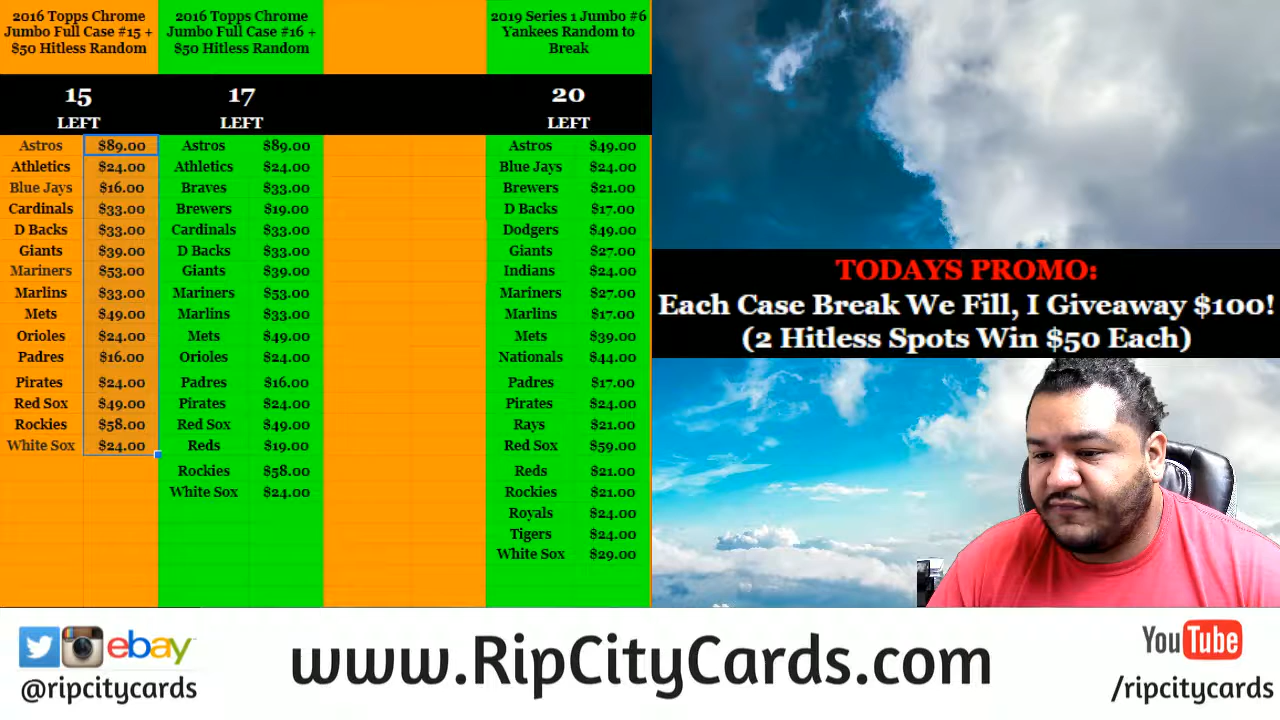 2016 Topps Chrome
Jumbo Full Case #15 +
$50 Hitless Random
15
LEFT
Astros $89.00
Athletics $24.00
Blue Jays $16.00
Cardinals $33.00
D Backs $33.00
Giants $39.00
Mariners $53.00
Marlins $33.00
Mets $49.00
Orioles $24.00
Padres $16.00
Pirates $24.00
Red Sox $49.00
Rockies $58.00
White Sox $24.00
2016 Topps Chrome
Jumbo Full Case #16 +
$50 Hitless Random
17
LEFT
Astros $89.00
Athletics $24.00
Braves $33.00
Brewers $19.00
Cardinals $33.00
D Backs $33.00
Giants $39.00
Mariners $53.00
Marlins $33.00
Mets $49.00
Orioles $24.00
Padres $16.00
Pirates $24.00
Red Sox $49.00
Reds $19.00
Rockies $58.00
White Sox $24.00
2019 Series 1 Jumbo #6
Yankees Random to
Break
20
LEFT
Astros $49.00
Blue Jays $24.00
Brewers $21.00
D Backs $17.00
Dodgers $49.00
Giants $27.00
Indians $24.00
Mariners $27.00
Marlins $17.00
Mets $39.00
Nationals $44.00
Padres $17.00
Pirates $24.00
Rays $21.00
Red Sox $59.00
Reds $21.00
Rockies $21.00
Royals $24.00
Tigers $24.00
White Sox $29.00
TODAYS PROMO:
Each Case Break We Fill, I Giveaway $100!
(2 Hitless Spots Win $50 Each)
ebay
@ripcitycards
www.RipCityCards.com
YouTube
/ripcitycards